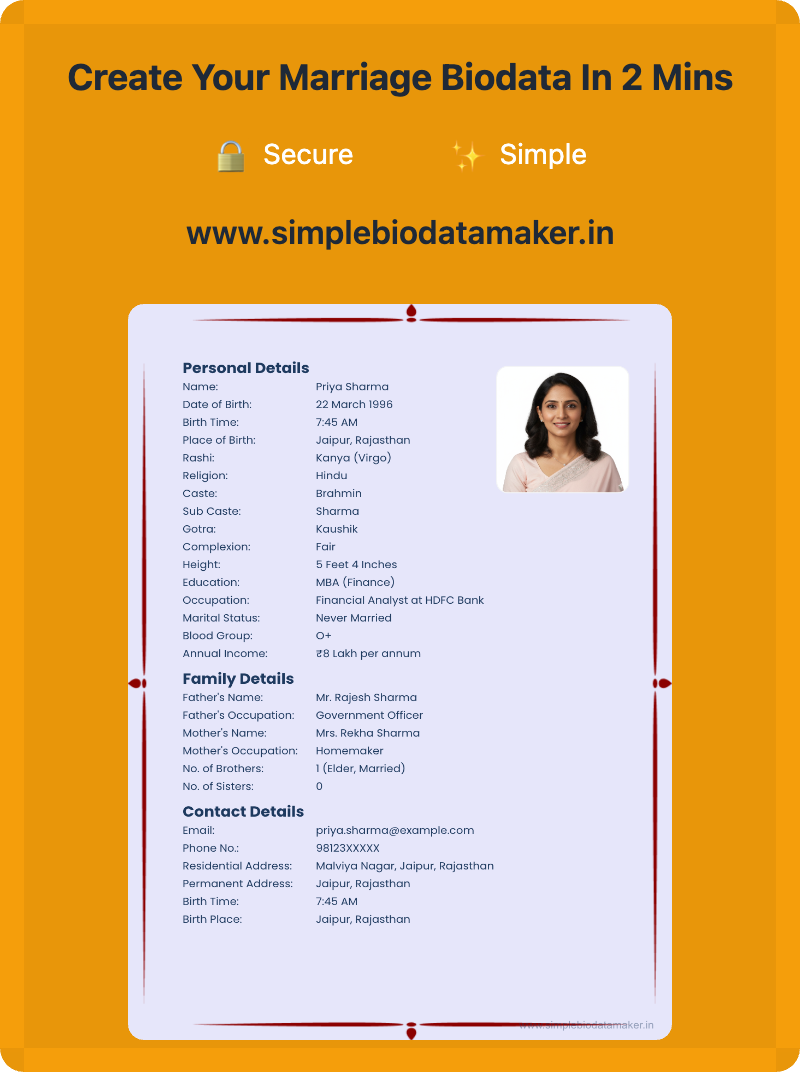 Create Your Marriage Biodata In 2 Mins
🔒 Secure ✨ Simple
www.simplebiodatamaker.in
Personal Details
Name: Priya Sharma
Date of Birth: 22 March 1996
Birth Time: 7:45 AM
Place of Birth: Jaipur, Rajasthan
Rashi: Kanya (Virgo)
Religion: Hindu
Caste: Brahmin
Sub Caste: Sharma
Gotra: Kaushik
Complexion: Fair
Height: 5 Feet 4 Inches
Education: MBA (Finance)
Occupation: Financial Analyst at HDFC Bank
Marital Status: Never Married
Blood Group: O+
Annual Income: ₹8 Lakh per annum
Family Details
Father's Name: Mr. Rajesh Sharma
Father's Occupation: Government Officer
Mother's Name: Mrs. Rekha Sharma
Mother's Occupation: Homemaker
No. of Brothers: 1 (Elder, Married)
No. of Sisters: 0
Contact Details
Email: priya.sharma@example.com
Phone No.: 98123XXXXX
Residential Address: Malviya Nagar, Jaipur, Rajasthan
Permanent Address: Jaipur, Rajasthan
Birth Time: 7:45 AM
Birth Place: Jaipur, Rajasthan
www.simplebiodatamaker.in